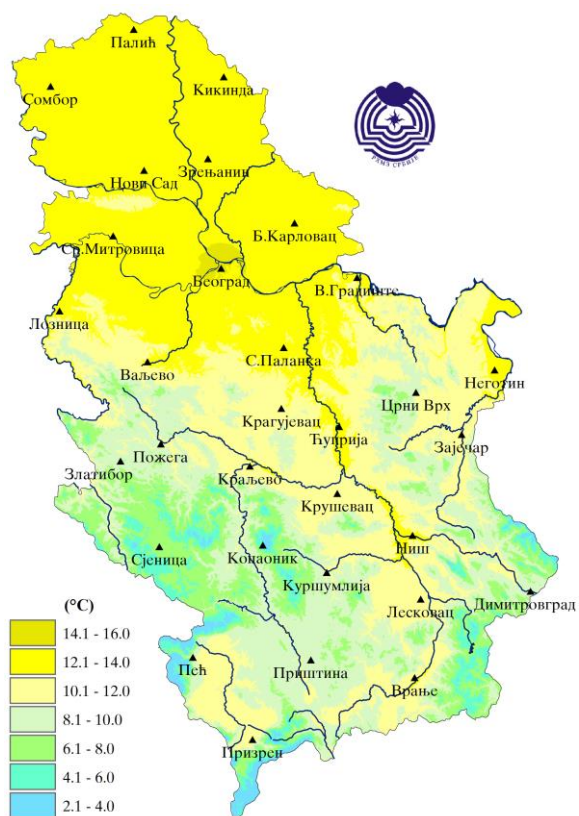 Палић
Сомбор
Кикинда
Зрењанин
Нови Сад
РХМЗ СРБИЈЕ
Ср.Митровица
Б.Карловац
Београд
В.Градиште
Лозница
Ваљево
С.Паланка
Неготин
Црни Врх
Крагујевац
Ћуприја
Зајечар
Пожега
Златибор
Краљево
Крушевац
Ниш
Сјеница
Копаоник
Куршумлија
Димитровград
Лесковац
(°C)
14.1 - 16.0
12.1 - 14.0
10.1 - 12.0
8.1 - 10.0
6.1 - 8.0
4.1 - 6.0
2.1 - 4.0
Пећ
Приштина
Врање
Призрен